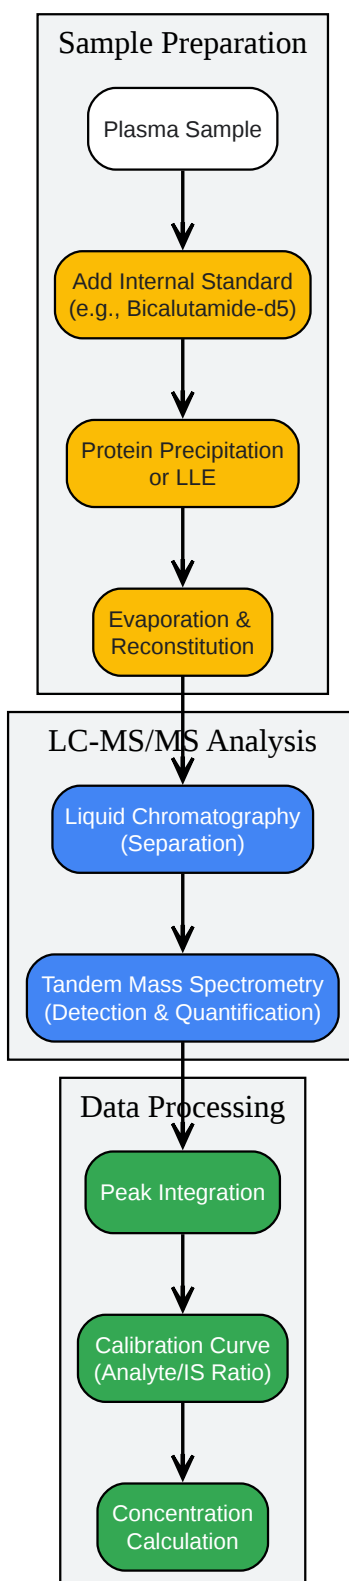 Sample Preparation
Plasma Sample
Add Internal Standard
(e.g., Bicalutamide-d5)
Protein Precipitation
or LLE
Evaporation &
Reconstitution
LC-MS/MS Analysis
Liquid Chromatography
(Separation)
Tandem Mass Spectrometry
(Detection & Quantification)
Data Processing
Peak Integration
Calibration Curve
(Analyte/IS Ratio)
Concentration
Calculation